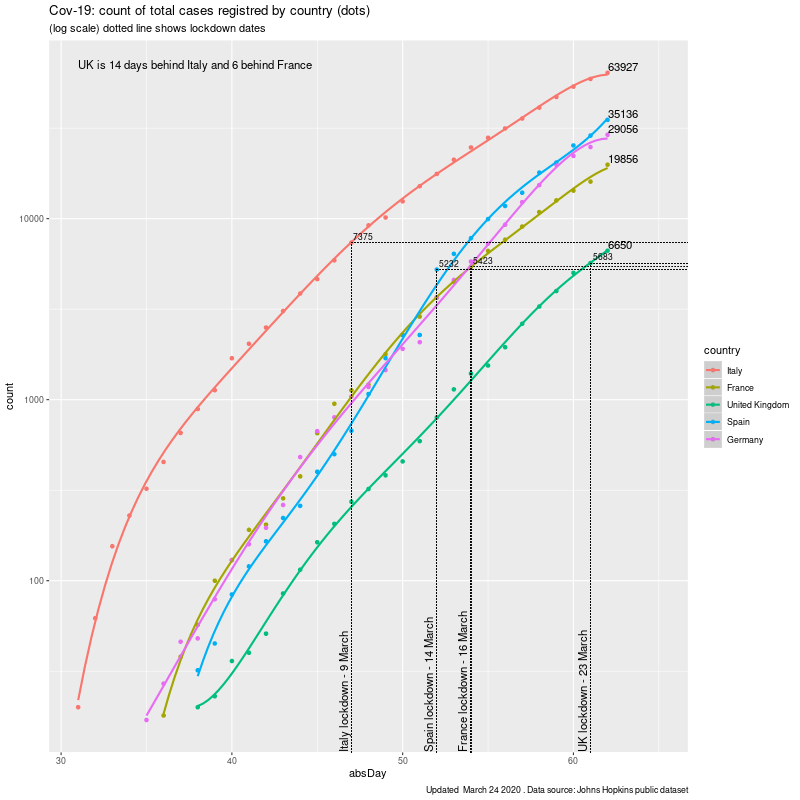 Cov-19: count of total cases registred by country (dots)
(log scale) dotted line shows lockdown dates
UK is 14 days behind Italy and 6 behind France
63927
35136
29056
19856
10000
7375
6650
5232
5423
5683
country
Italy
France
United Kingdom
Spain
Germany
count
1000
100
Italy lockdown - 9 March
Spain lockdown - 14 March
France lockdown - 16 March
UK lockdown - 23 March
30
40
50
60
absDay
Updated March 24 2020 . Data source: Johns Hopkins public dataset